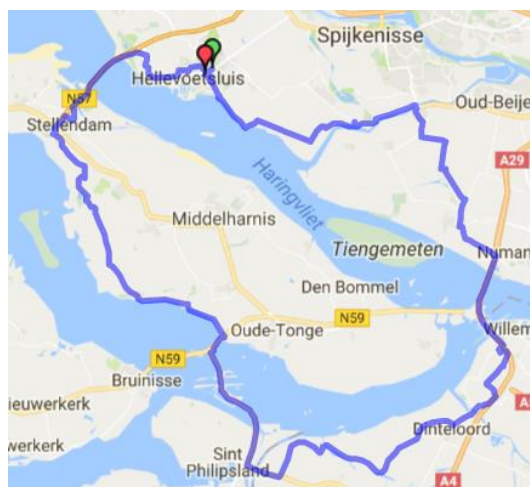 Spijkenisse
Hellevoetsluis
N57
Oud-Beije
Stellendam
A29
Haringvliet
Middelharnis
Tiengemeten
Numan
Den Bommel
N59
Oude-Tonge
Willem
N59
Bruinisse
ieuwerkerk
Dinteloord
werkerk
Sint
Philipsland
A4